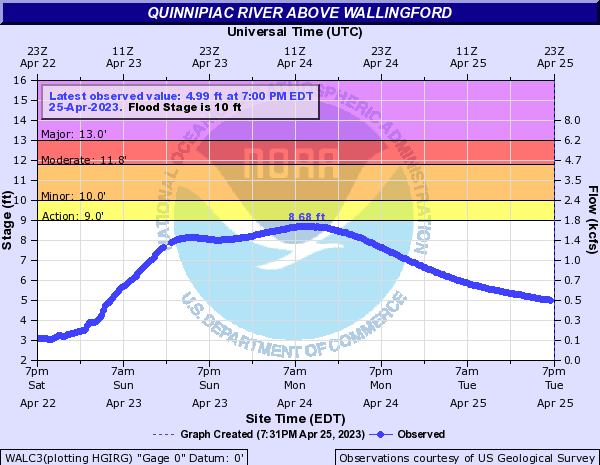 QUINNIPIAC RIVER ABOVE WALLINGFORD
Universal Time (UTC)
23Z 11Z 23Z 11Z 23Z 11Z 23Z
Apr 22 Apr 23 Apr 23 Apr 24 Apr 24 Apr 25 Apr 25
Latest observed value: 4.99 ft at 7:00 PM EDT
25-Apr-2023. Flood Stage is 10 ft
NATIONAL OCEANIC AND ATMOSPHERIC ADMINISTRATION
NOAA
U.S. DEPARTMENT OF COMMERCE
Major: 13.0'
Moderate: 11.8'
Minor: 10.0'
Action: 9.0'
8.68 ft
Stage (ft)
16
15
14
13
12
11
10
9
8
7
6
5
4
3
2
Flow (kcfs)
8.0
6.2
4.7
3.5
2.4
1.8
1.4
1.0
0.7
0.5
0.3
0.1
0.0
7pm 7am 7pm 7am 7pm 7am 7pm
Sat Sun Sun Mon Mon Tue Tue
Apr 22 Apr 23 Apr 23 Apr 24 Apr 24 Apr 25 Apr 25
Site Time (EDT)
Graph Created (7:31PM Apr 25, 2023) Observed
WALC3(plotting HGIRG) "Gage 0" Datum: 0'
Observations courtesy of US Geological Survey